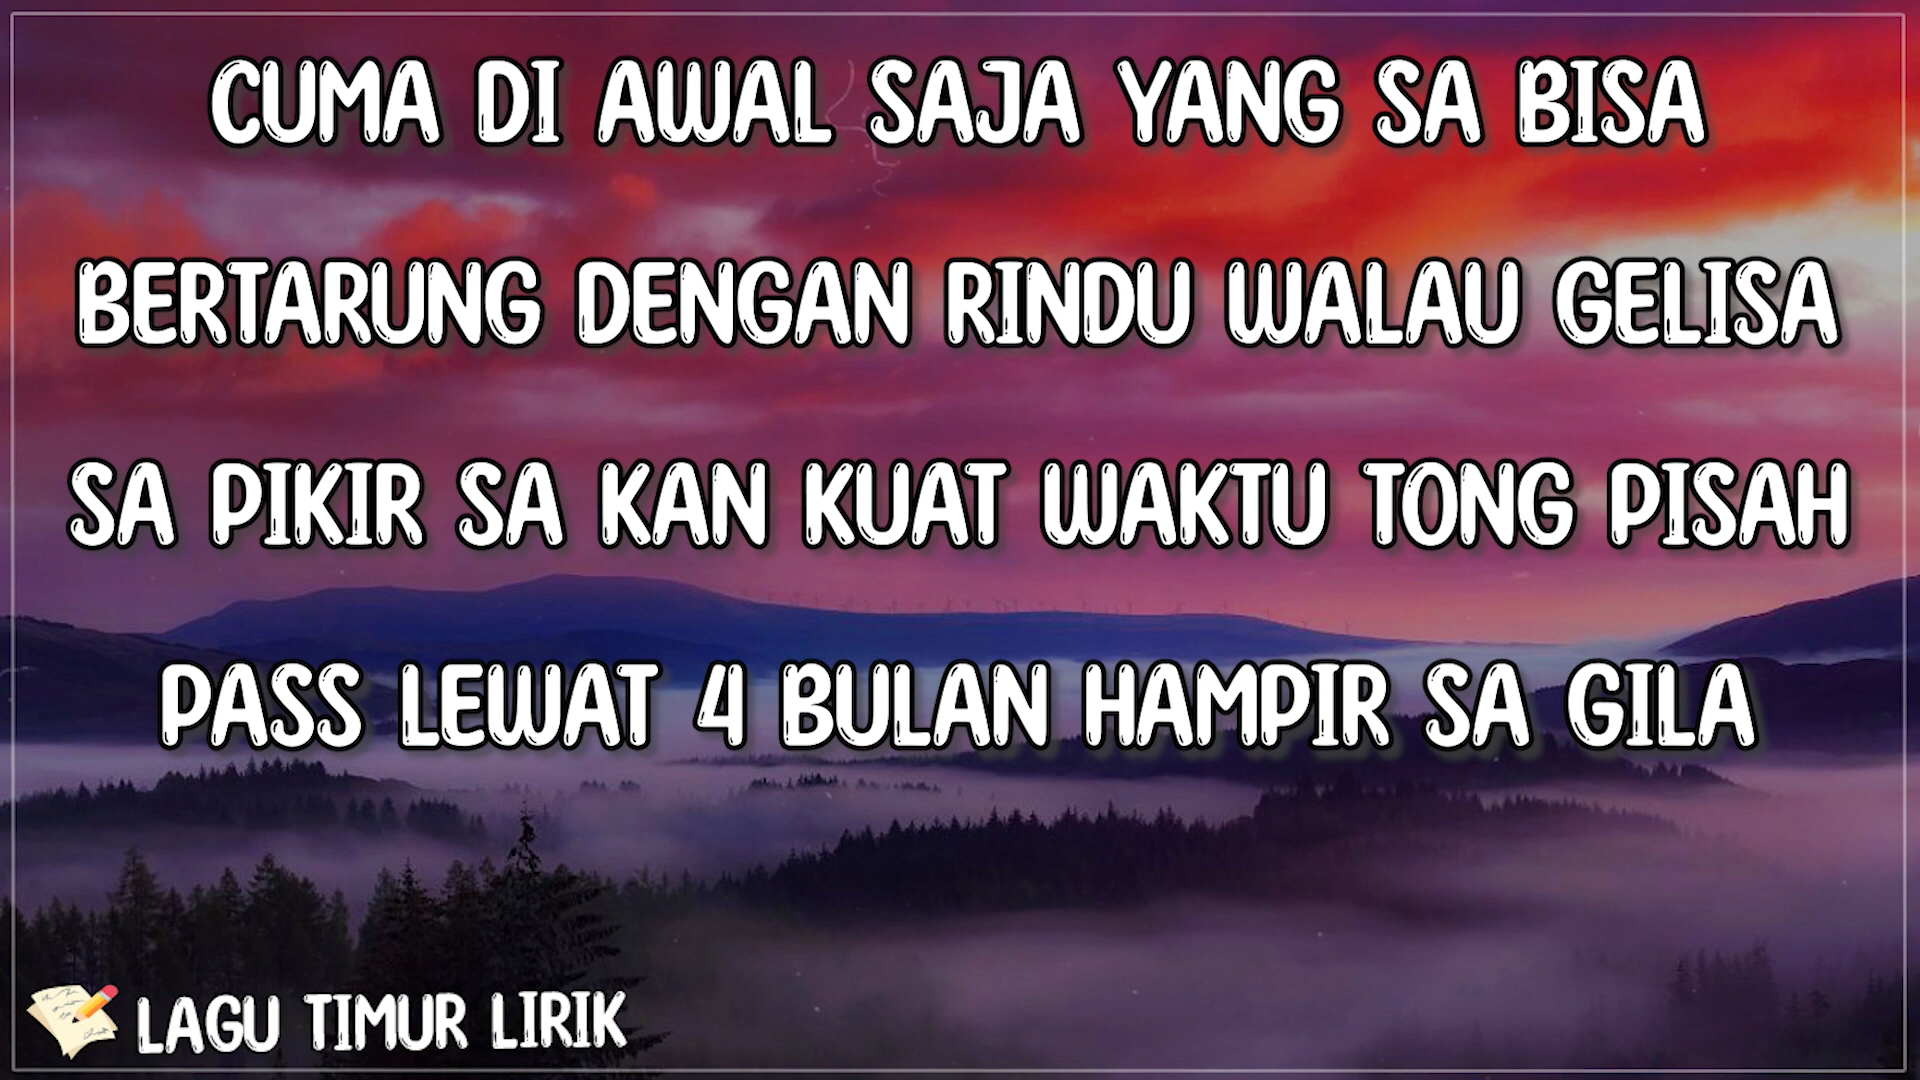 CUMA DI AWAL SAJA YANG SA BISA
BERTARUNG DENGAN RINDU WALAU GELISA
SA PIKIR SA KAN KUAT WAKTU TONG PISAH
PASS LEWAT 4 BULAN HAMPIR SA GILA
LAGU TIMUR LIRIK